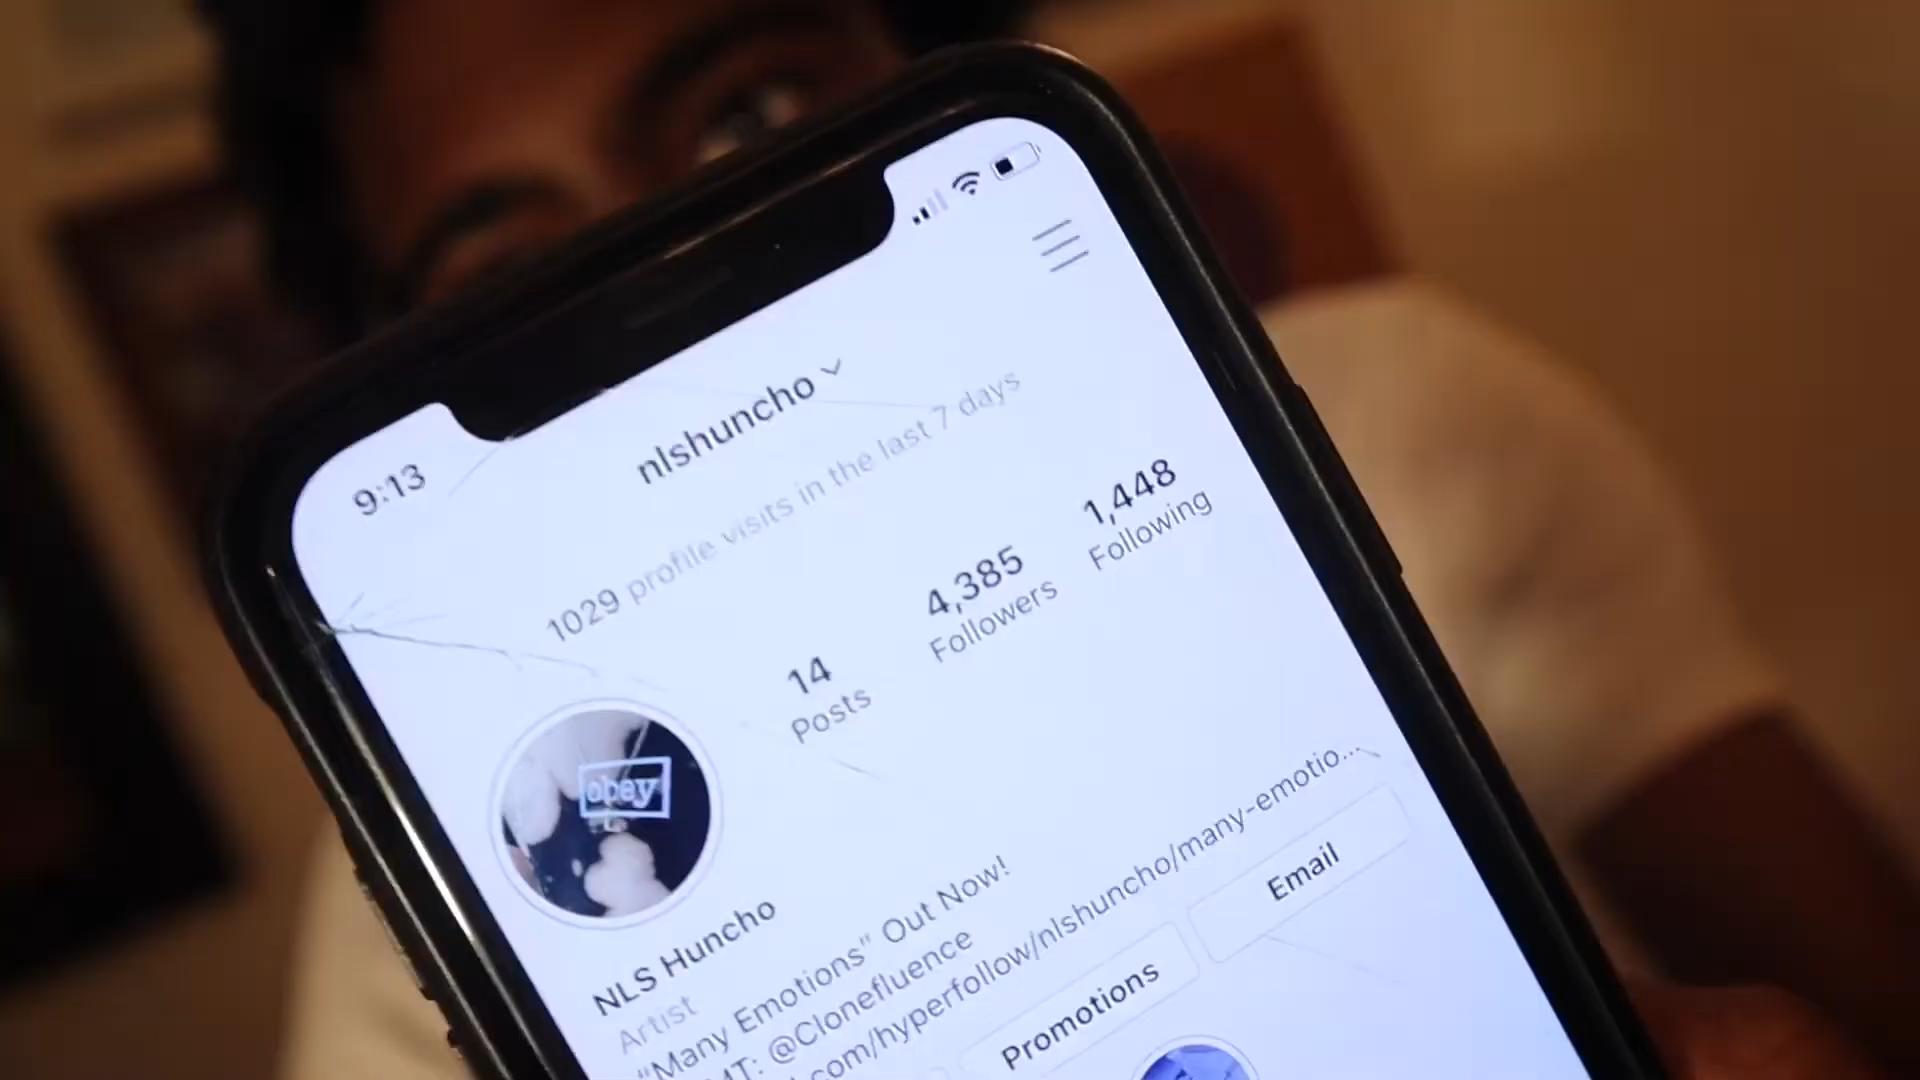 9:13
nlshuncho
1029 profile visits in the last 7 days
14
Posts
4,385
Followers
1,448
Following
obey
NLS Huncho
Artist
"Many Emotions" Out Now!
MT: @Clonefluence
.com/hyperfollow/nlshuncho/many-emotio...
Promotions
Email